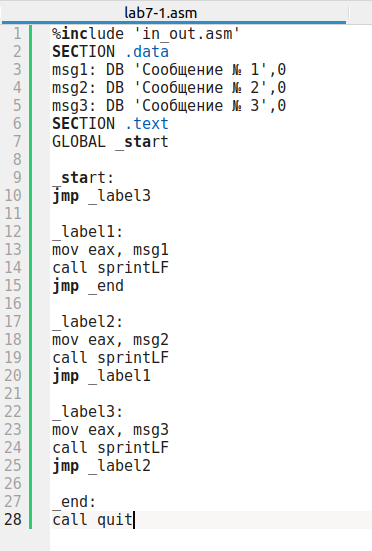 lab7-1.asm
1 %include 'in_out.asm'
2 SECTION .data
3 msg1: DB 'Сообщение № 1',0
4 msg2: DB 'Сообщение № 2',0
5 msg3: DB 'Сообщение № 3',0
6 SECTION .text
7 GLOBAL _start
8
9 _start:
10 jmp _label3
11
12 _label1:
13 mov eax, msg1
14 call sprintLF
15 jmp _end
16
17 _label2:
18 mov eax, msg2
19 call sprintLF
20 jmp _label1
21
22 _label3:
23 mov eax, msg3
24 call sprintLF
25 jmp _label2
26
27 _end:
28 call quit